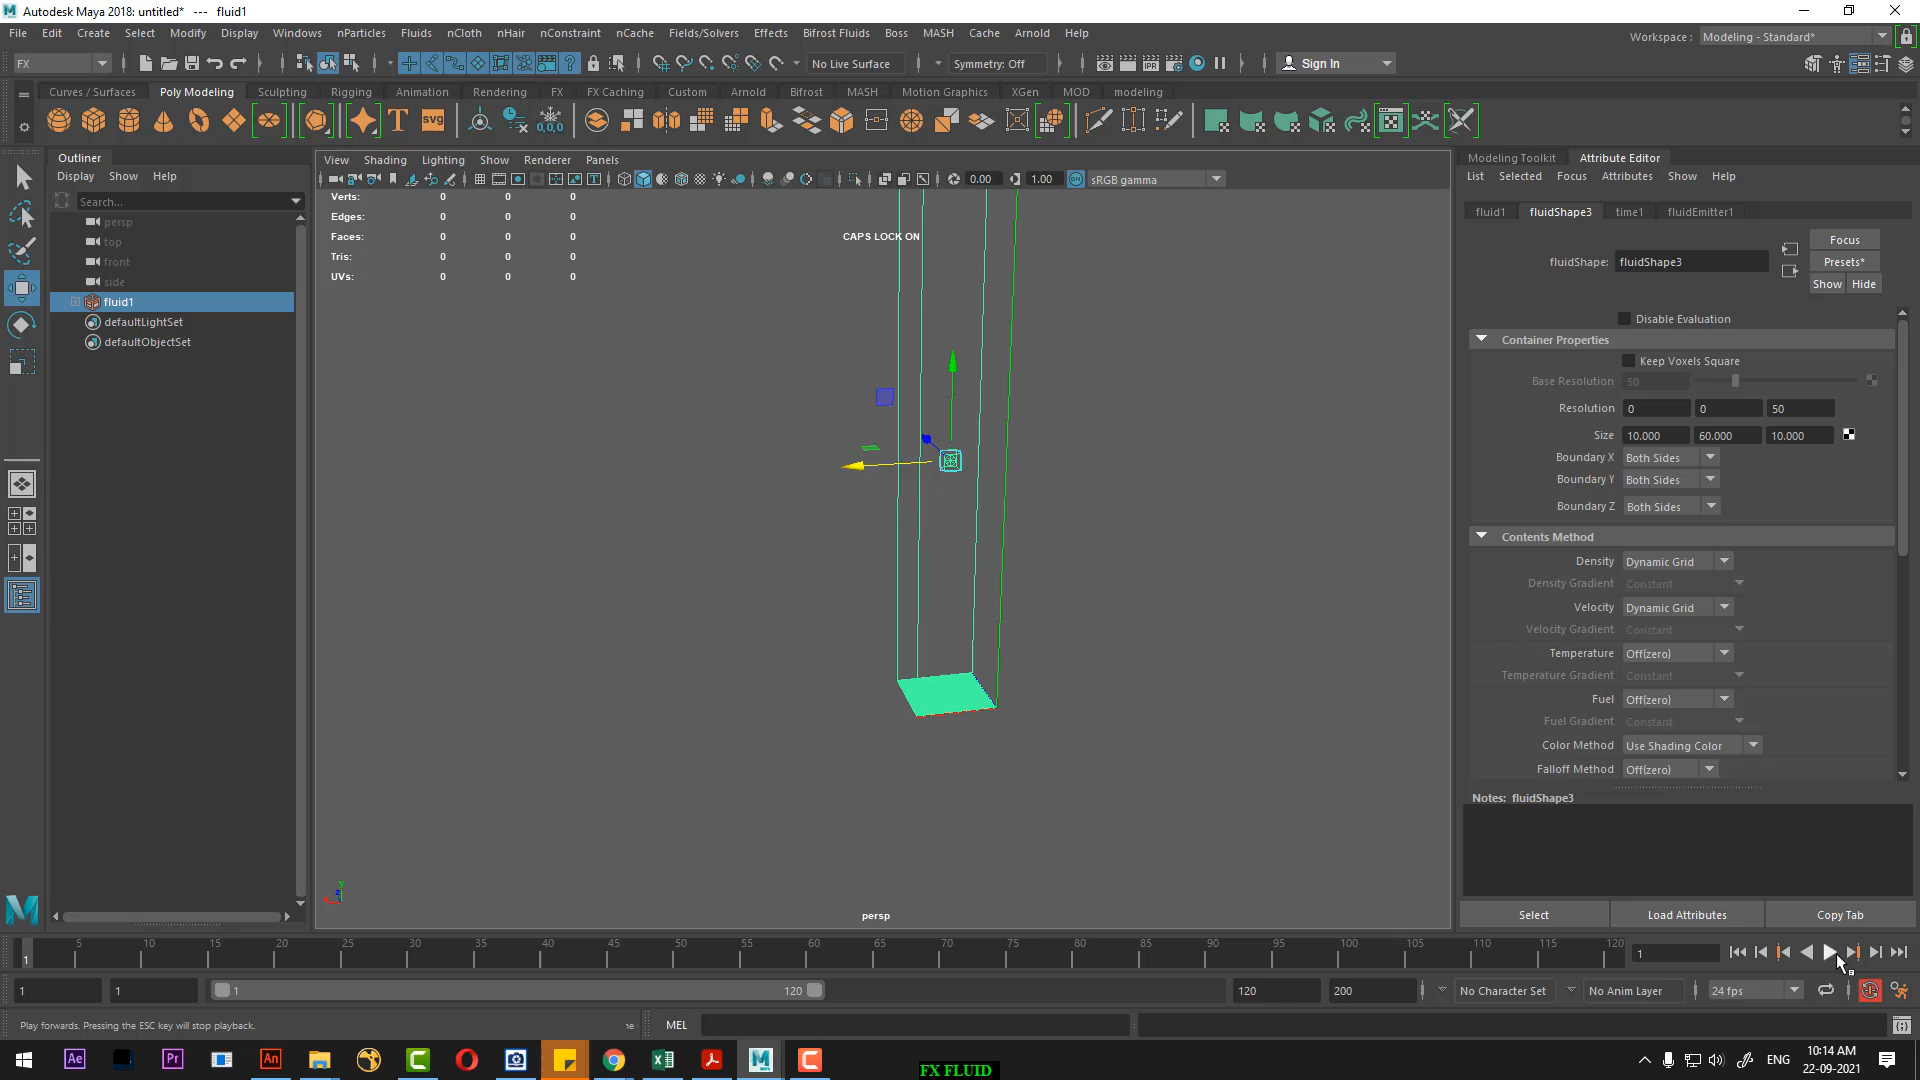 Autodesk Maya 2018: untitled*   ---   fluid1
File Edit Create Select Modify Display Windows nParticles Fluids nCloth nHair nConstraint nCache Fields/Solvers Effects Bifrost Fluids Boss MASH Cache Arnold Help
Workspace : Modeling - Standard*
FX No Live Surface Symmetry: Off Sign In
Curves / Surfaces Poly Modeling Sculpting Rigging Animation Rendering FX FX Caching Custom Arnold Bifrost MASH Motion Graphics XGen MOD modeling
T SVG 0,0,0
Outliner
Display Show Help
Search...
persp
top
front
side
fluid1
defaultLightSet
defaultObjectSet
View Shading Lighting Show Renderer Panels
0.00 1.00 sRGB gamma
Verts: 0 0 0
Edges: 0 0 0
Faces: 0 0 0
Tris: 0 0 0
UVs: 0 0 0
CAPS LOCK ON
persp
Modeling Toolkit Attribute Editor
List Selected Focus Attributes Show Help
fluid1 fluidShape3 time1 fluidEmitter1
Focus
fluidShape: fluidShape3 Presets*
Show Hide
Disable Evaluation
Container Properties
Keep Voxels Square
Base Resolution 50
Resolution 0 0 50
Size 10.000 60.000 10.000
Boundary X Both Sides
Boundary Y Both Sides
Boundary Z Both Sides
Contents Method
Density Dynamic Grid
Density Gradient Constant
Velocity Dynamic Grid
Velocity Gradient Constant
Temperature Off(zero)
Temperature Gradient Constant
Fuel Off(zero)
Fuel Gradient Constant
Color Method Use Shading Color
Falloff Method Off(zero)
Notes: fluidShape3
Select Load Attributes Copy Tab
1 5 10 15 20 25 30 35 40 45 50 55 60 65 70 75 80 85 90 95 100 105 110 115 120 1
1 1 1 120 120 200 No Character Set No Anim Layer 24 fps
Play forwards. Pressing the ESC key will stop playback. MEL
Ae Pr An
ENG
10:14 AM
22-09-2021
FX FLUID